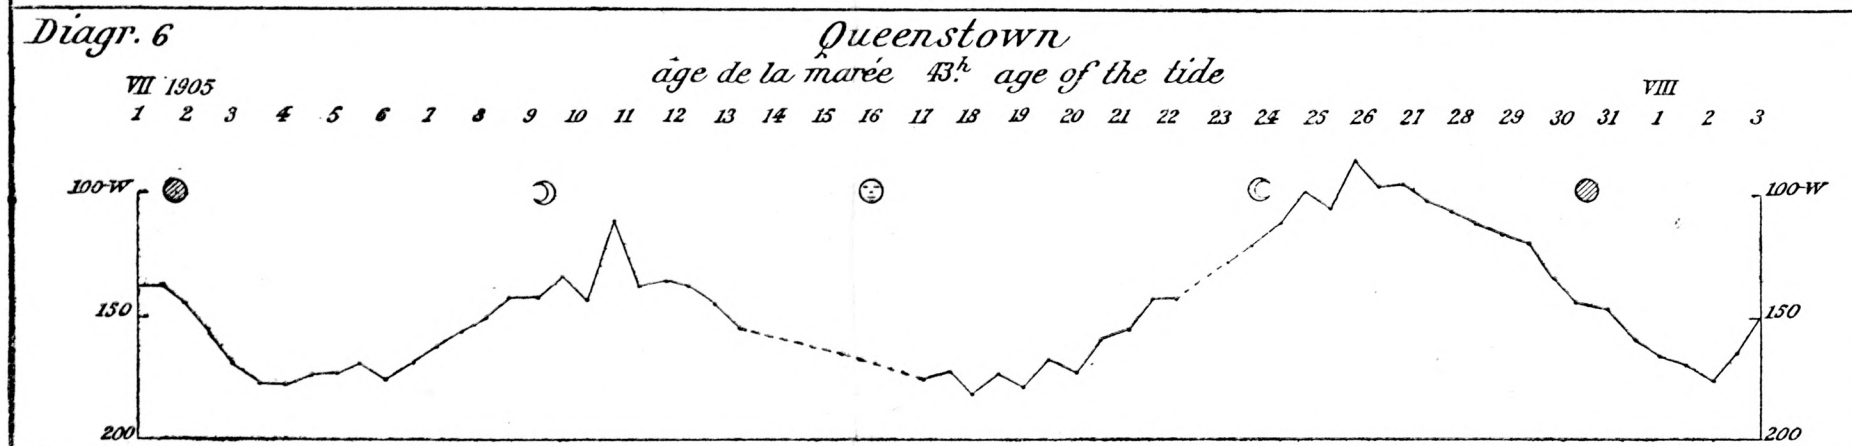 Diagr. 6
Queenstown
âge de la marée 43.h age of the tide
VII 1905 VIII
1 2 3 4 5 6 7 8 9 10 11 12 13 14 15 16 17 18 19 20 21 22 23 24 25 26 27 28 29 30 31 1 2 3
100-W 100-W
150 150
200 200